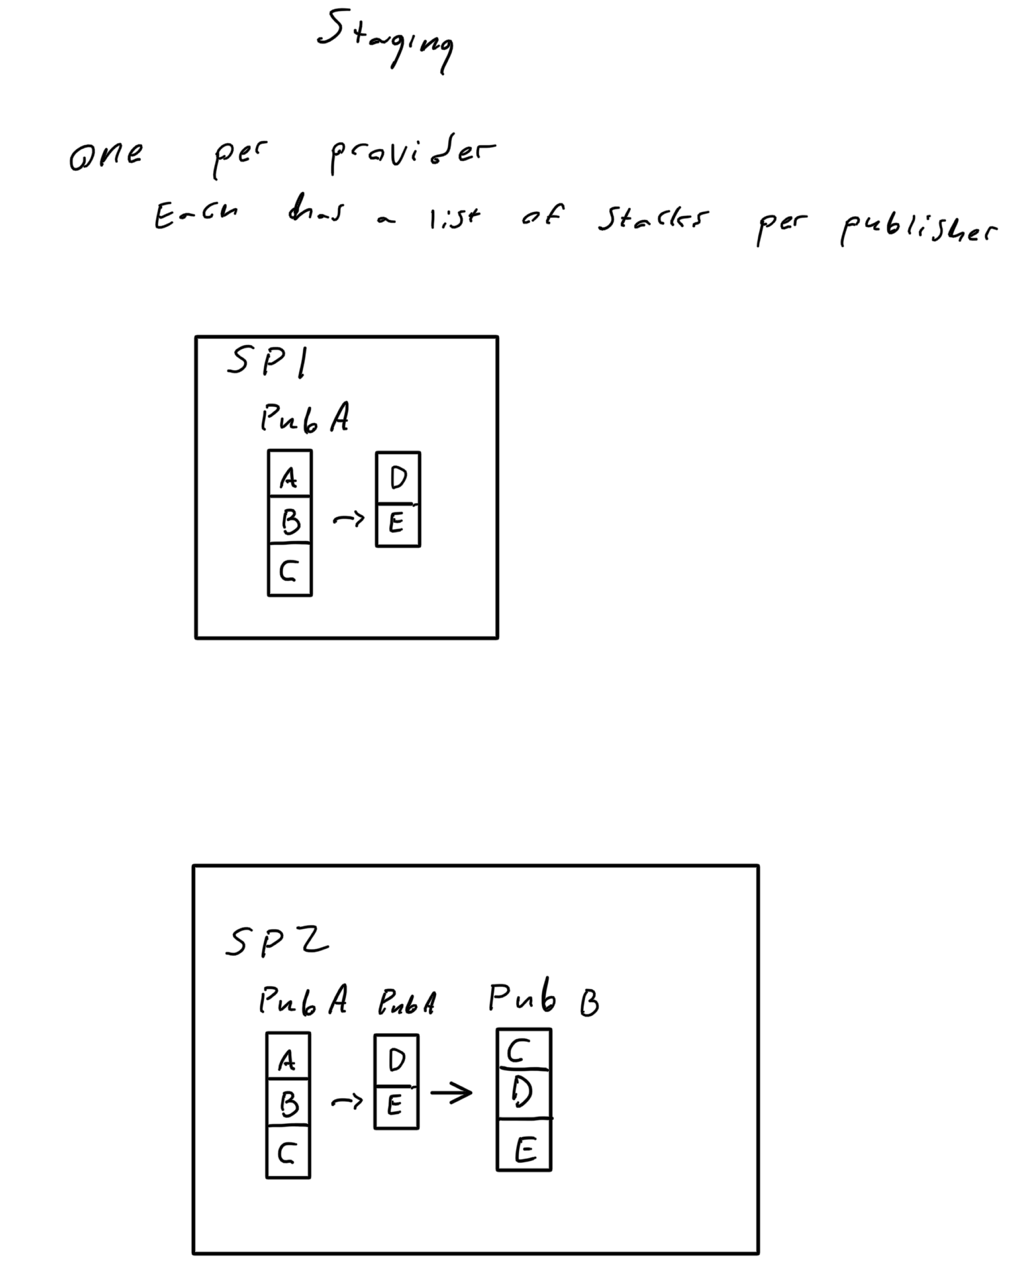 Staging
one per provider
Each has a list of stacks per publisher
SP1
Pub A
A
B
C
→
D
E
SP2
Pub A Pub A Pub B
A
B
C
→
D
E
→
C
D
E